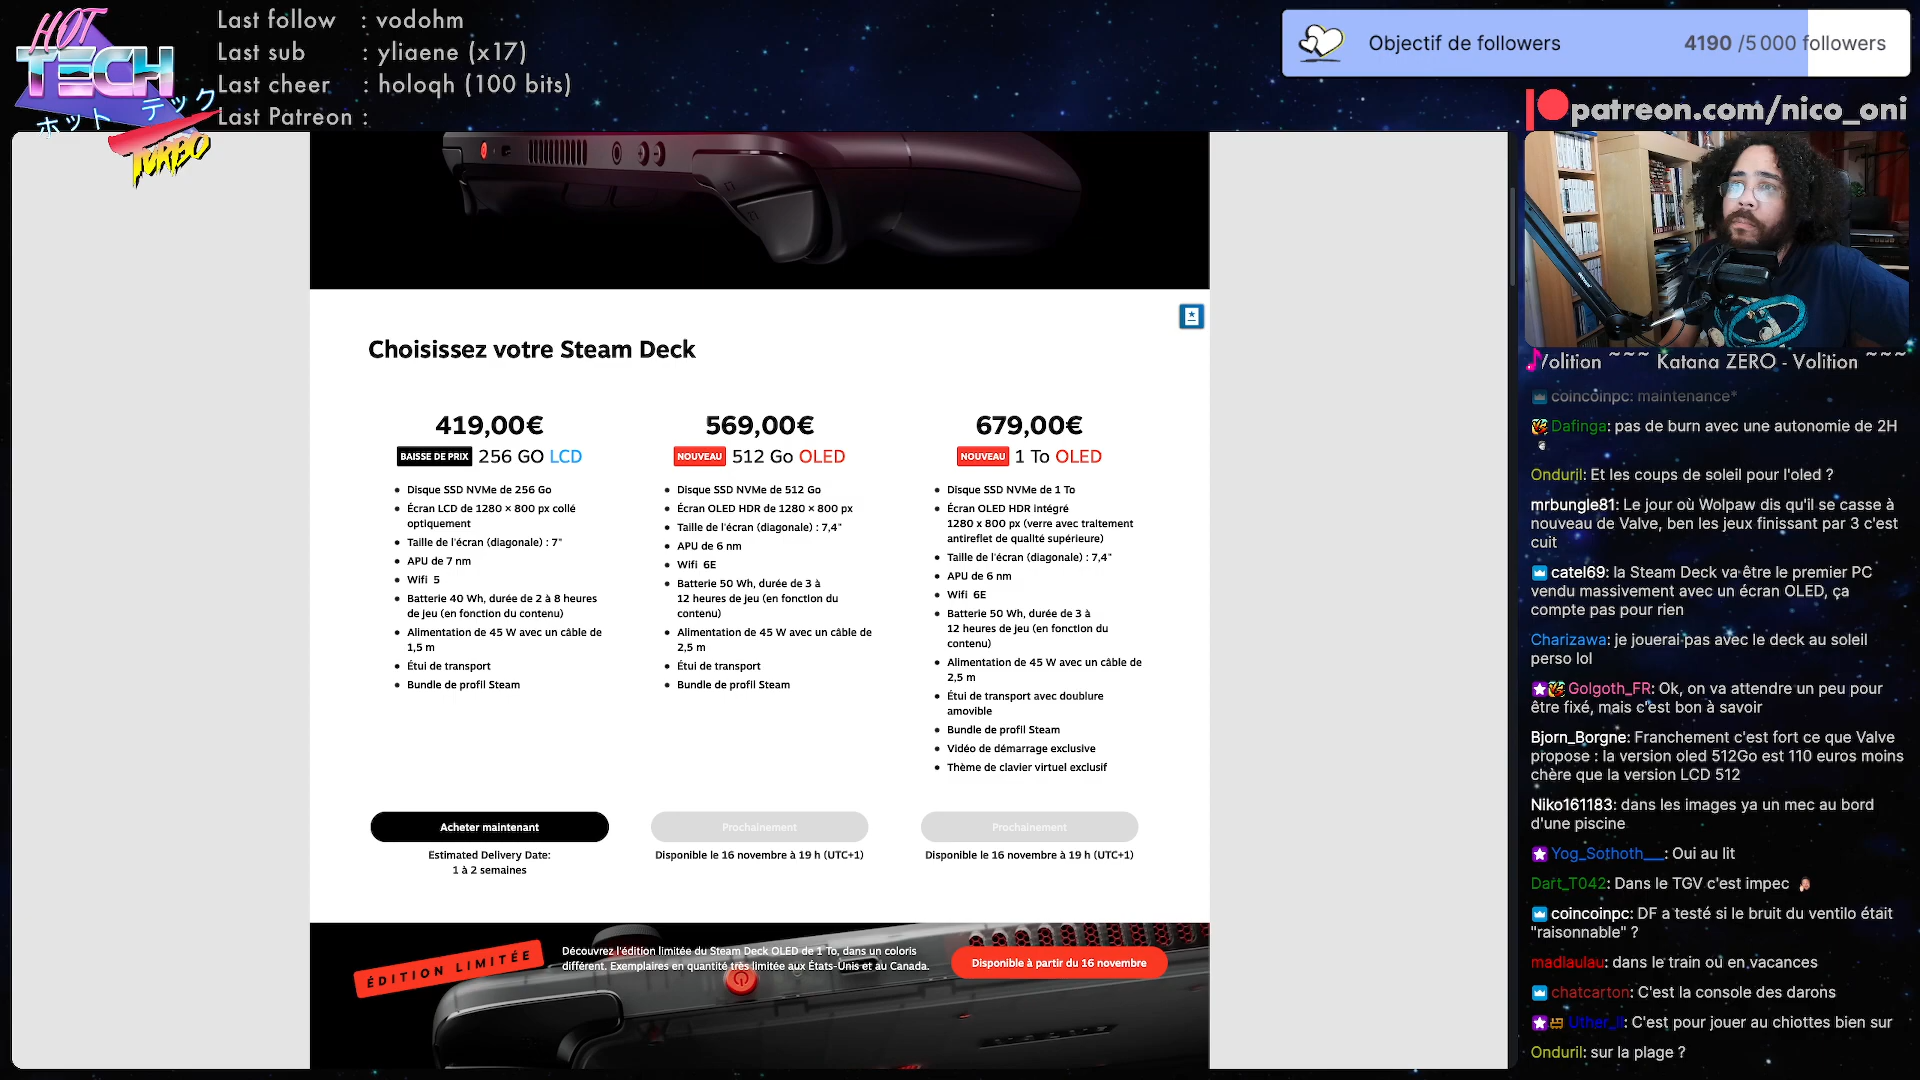 HOT
TECH
ホット テック
TURBO
Last follow : vodohm
Last sub : yliaene (x17)
Last cheer : holoqh (100 bits)
Last Patreon :
Objectif de followers 4190 /5 000 followers
patreon.com/nico_oni
Choisissez votre Steam Deck
419,00€
BAISSE DE PRIX 256 GO LCD
Disque SSD NVMe de 256 Go
Écran LCD de 1280 × 800 px collé
optiquement
Taille de l'écran (diagonale) : 7"
APU de 7 nm
Wifi 5
Batterie 40 Wh, durée de 2 à 8 heures
de jeu (en fonction du contenu)
Alimentation de 45 W avec un câble de
1,5 m
Étui de transport
Bundle de profil Steam
Acheter maintenant
Estimated Delivery Date:
1 à 2 semaines
569,00€
NOUVEAU 512 Go OLED
Disque SSD NVMe de 512 Go
Écran OLED HDR de 1280 × 800 px
Taille de l'écran (diagonale) : 7,4"
APU de 6 nm
Wifi 6E
Batterie 50 Wh, durée de 3 à
12 heures de jeu (en fonction du
contenu)
Alimentation de 45 W avec un câble de
2,5 m
Étui de transport
Bundle de profil Steam
Prochainement
Disponible le 16 novembre à 19 h (UTC+1)
679,00€
NOUVEAU 1 To OLED
Disque SSD NVMe de 1 To
Écran OLED HDR intégré
1280 x 800 px (verre avec traitement
antireflet de qualité supérieure)
Taille de l'écran (diagonale) : 7,4"
APU de 6 nm
Wifi 6E
Batterie 50 Wh, durée de 3 à
12 heures de jeu (en fonction du
contenu)
Alimentation de 45 W avec un câble de
2,5 m
Étui de transport avec doublure
amovible
Bundle de profil Steam
Vidéo de démarrage exclusive
Thème de clavier virtuel exclusif
Prochainement
Disponible le 16 novembre à 19 h (UTC+1)
ÉDITION LIMITÉE
Découvrez l'édition limitée du Steam Deck OLED de 1 To, dans un coloris
différent. Exemplaires en quantité très limitée aux États-Unis et au Canada.
Disponible à partir du 16 novembre
Volition ~~~ Katana ZERO - Volition ~~~
coincoinpc: maintenance*
Dafinga: pas de burn avec une autonomie de 2H
Onduril: Et les coups de soleil pour l'oled ?
mrbungle81: Le jour où Wolpaw dis qu'il se casse à
nouveau de Valve, ben les jeux finissant par 3 c'est
cuit
catel69: la Steam Deck va être le premier PC
vendu massivement avec un écran OLED, ça
compte pas pour rien
Charizawa: je jouerai pas avec le deck au soleil
perso lol
Golgoth_FR: Ok, on va attendre un peu pour
être fixé, mais c'est bon à savoir
Bjorn_Borgne: Franchement c'est fort ce que Valve
propose : la version oled 512Go est 110 euros moins
chère que la version LCD 512
Niko161183: dans les images ya un mec au bord
d'une piscine
Yog_Sothoth___: Oui au lit
Dart_T042: Dans le TGV c'est impec
coincoinpc: DF a testé si le bruit du ventilo était
"raisonnable" ?
madlaulau: dans le train ou en vacances
chatcarton: C'est la console des darons
Uther_II: C'est pour jouer au chiottes bien sur
Onduril: sur la plage ?